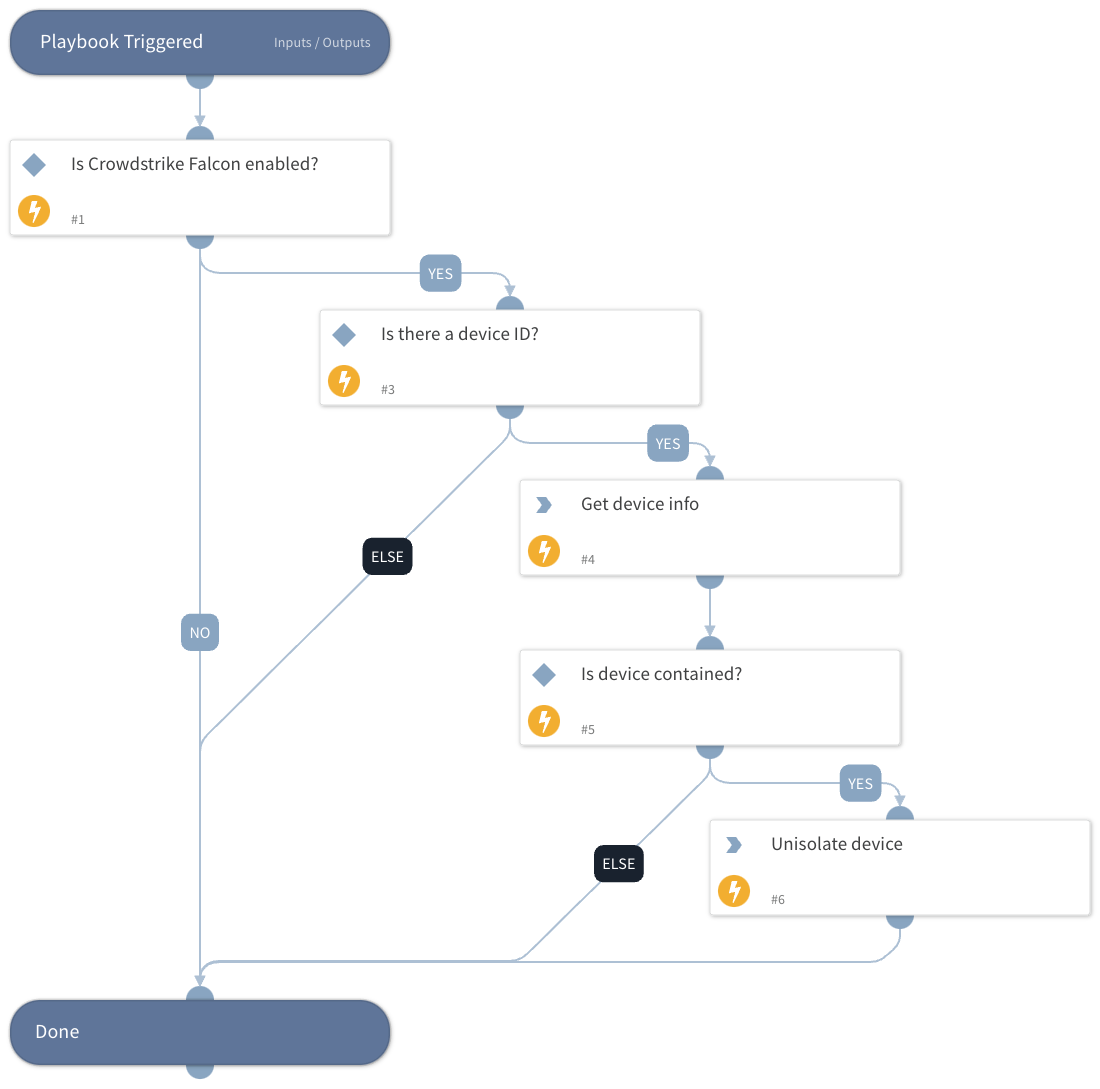 Playbook Triggered Inputs / Outputs
Is Crowdstrike Falcon enabled?
#1
YES
Is there a device ID?
#3
YES
Get device info
#4
ELSE
NO
Is device contained?
#5
YES
Unisolate device
#6
ELSE
Done